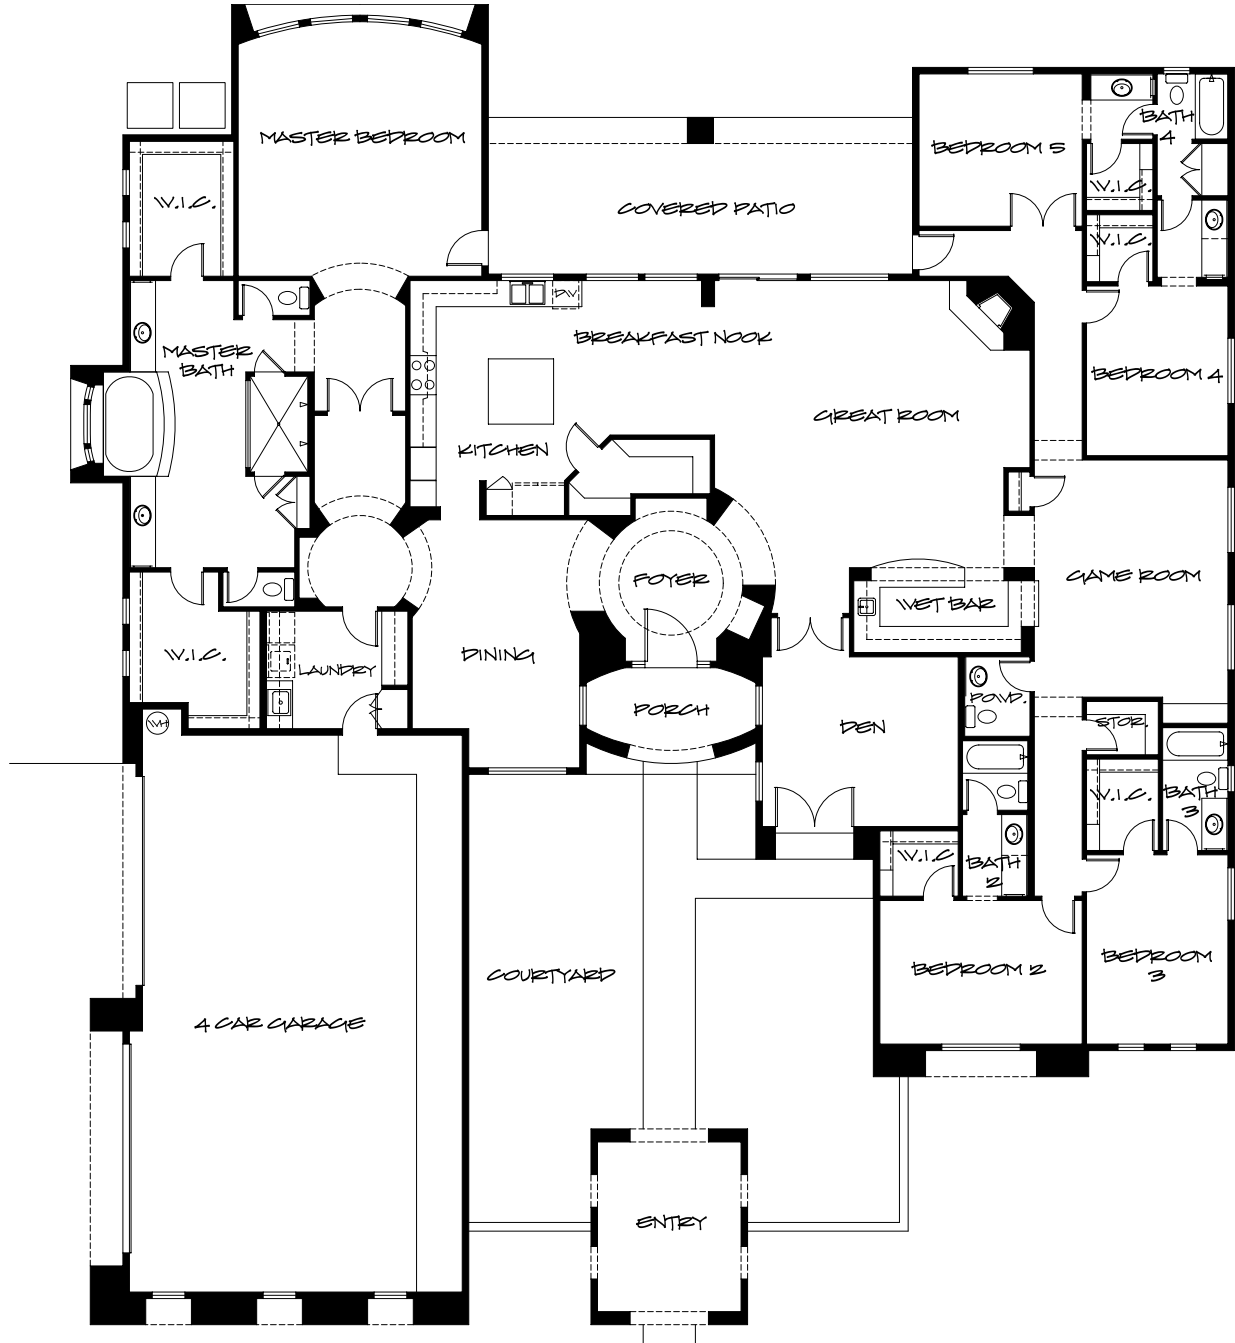 MASTER BEDROOM
BATH
4
BEDROOM 5
W.I.C.
W.I.C.
COVERED PATIO
W.I.C.
DW
BREAKFAST NOOK
MASTER
BATH
BEDROOM 4
GREAT ROOM
KITCHEN
FOYER
GAME ROOM
WET BAR
W.I.C.
DINING
LAUNDRY
POWD.
PORCH
WH
DEN
STOR.
W.I.C.
BATH
3
W.I.C
BATH
2
BEDROOM 2
BEDROOM
3
COURTYARD
4 CAR GARAGE
ENTRY